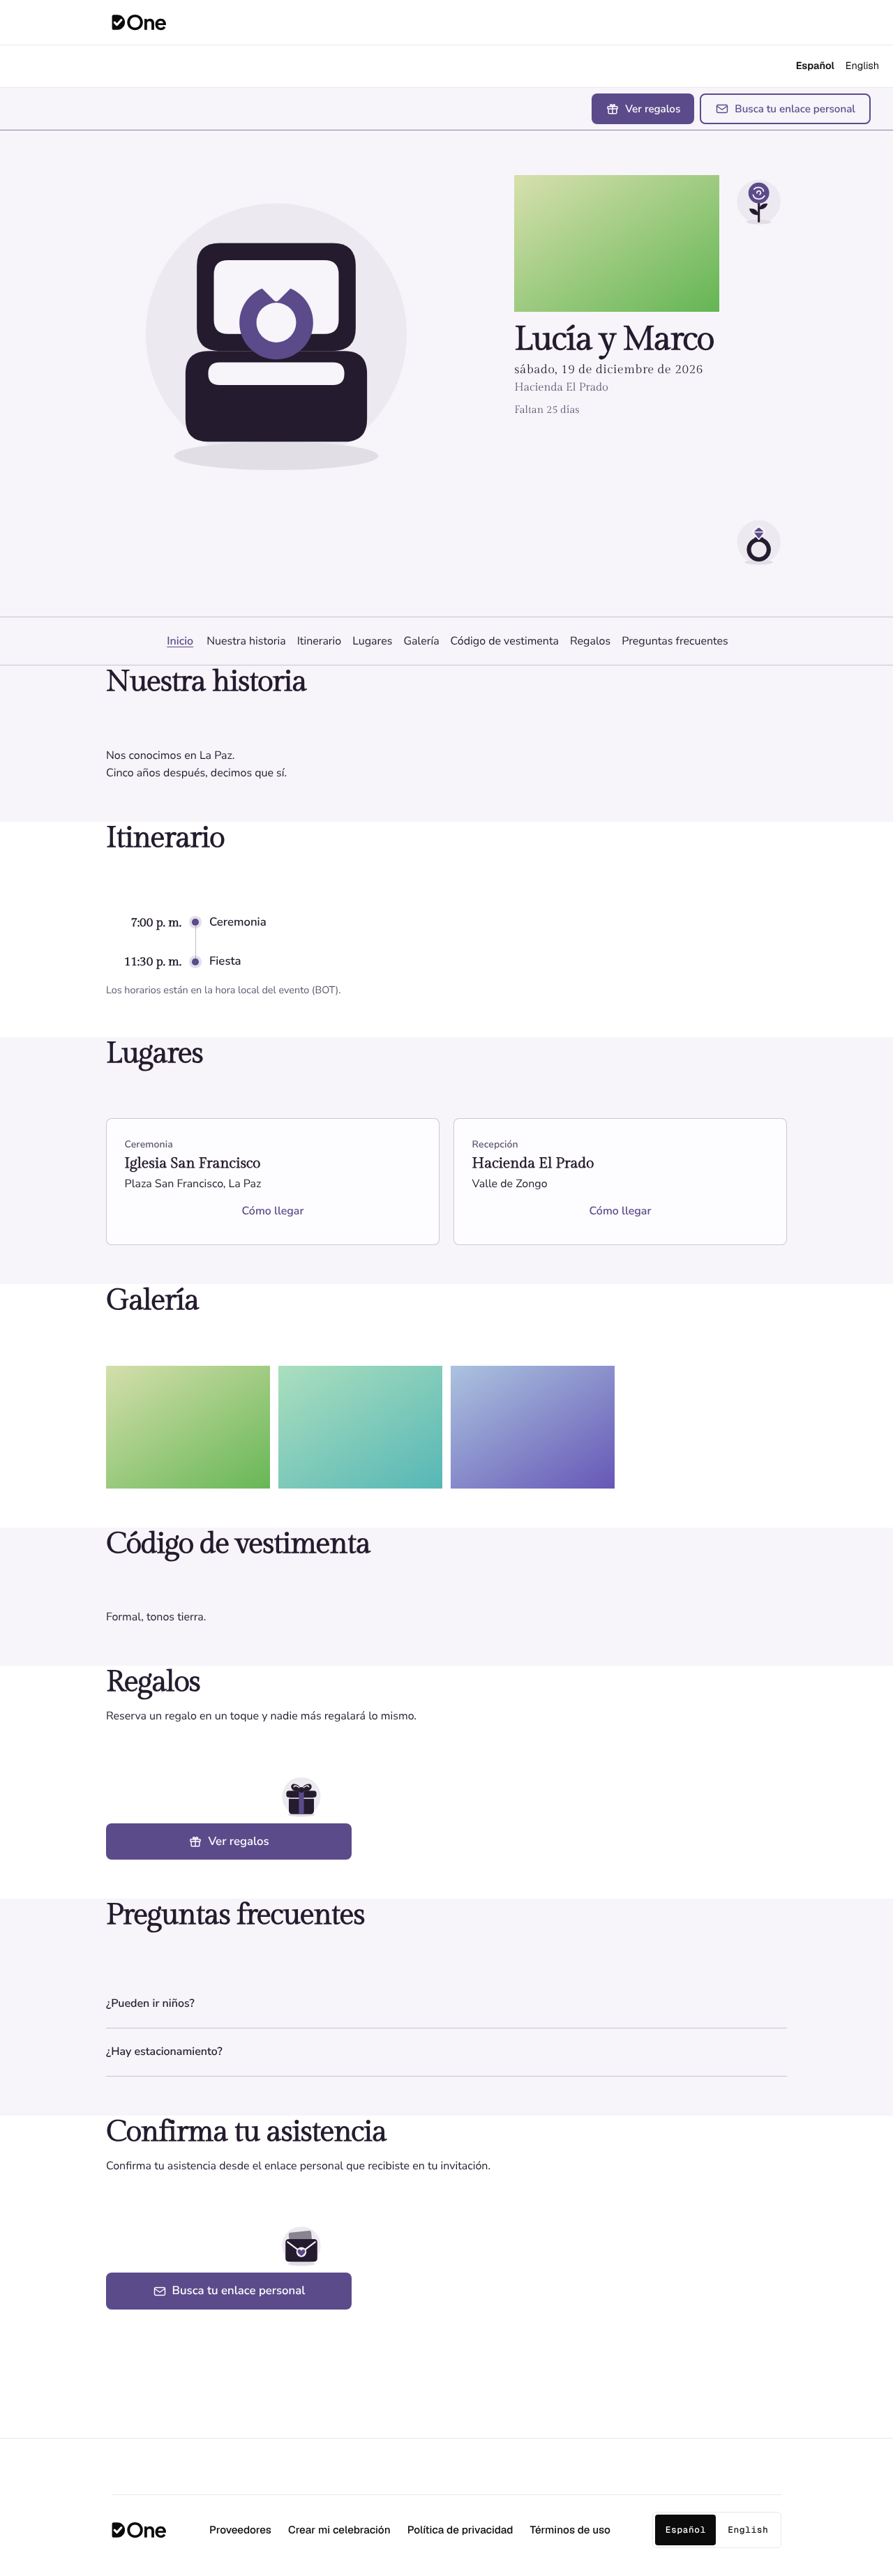 One
Español English
Ver regalos Busca tu enlace personal
Lucía y Marco
sábado, 19 de diciembre de 2026
Hacienda El Prado
Faltan 25 días
Inicio Nuestra historia Itinerario Lugares Galería Código de vestimenta Regalos Preguntas frecuentes
Nuestra historia
Nos conocimos en La Paz.
Cinco años después, decimos que sí.
Itinerario
7:00 p. m. Ceremonia
11:30 p. m. Fiesta
Los horarios están en la hora local del evento (BOT).
Lugares
Ceremonia
Iglesia San Francisco
Plaza San Francisco, La Paz
Cómo llegar
Recepción
Hacienda El Prado
Valle de Zongo
Cómo llegar
Galería
Código de vestimenta
Formal, tonos tierra.
Regalos
Reserva un regalo en un toque y nadie más regalará lo mismo.
Ver regalos
Preguntas frecuentes
¿Pueden ir niños?
¿Hay estacionamiento?
Confirma tu asistencia
Confirma tu asistencia desde el enlace personal que recibiste en tu invitación.
Busca tu enlace personal
One Proveedores Crear mi celebración Política de privacidad Términos de uso Español English